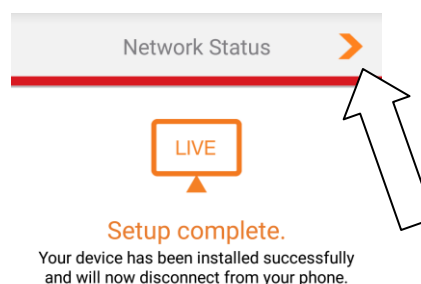 Network Status
LIVE
Setup complete.
Your device has been installed successfully
and will now disconnect from your phone.